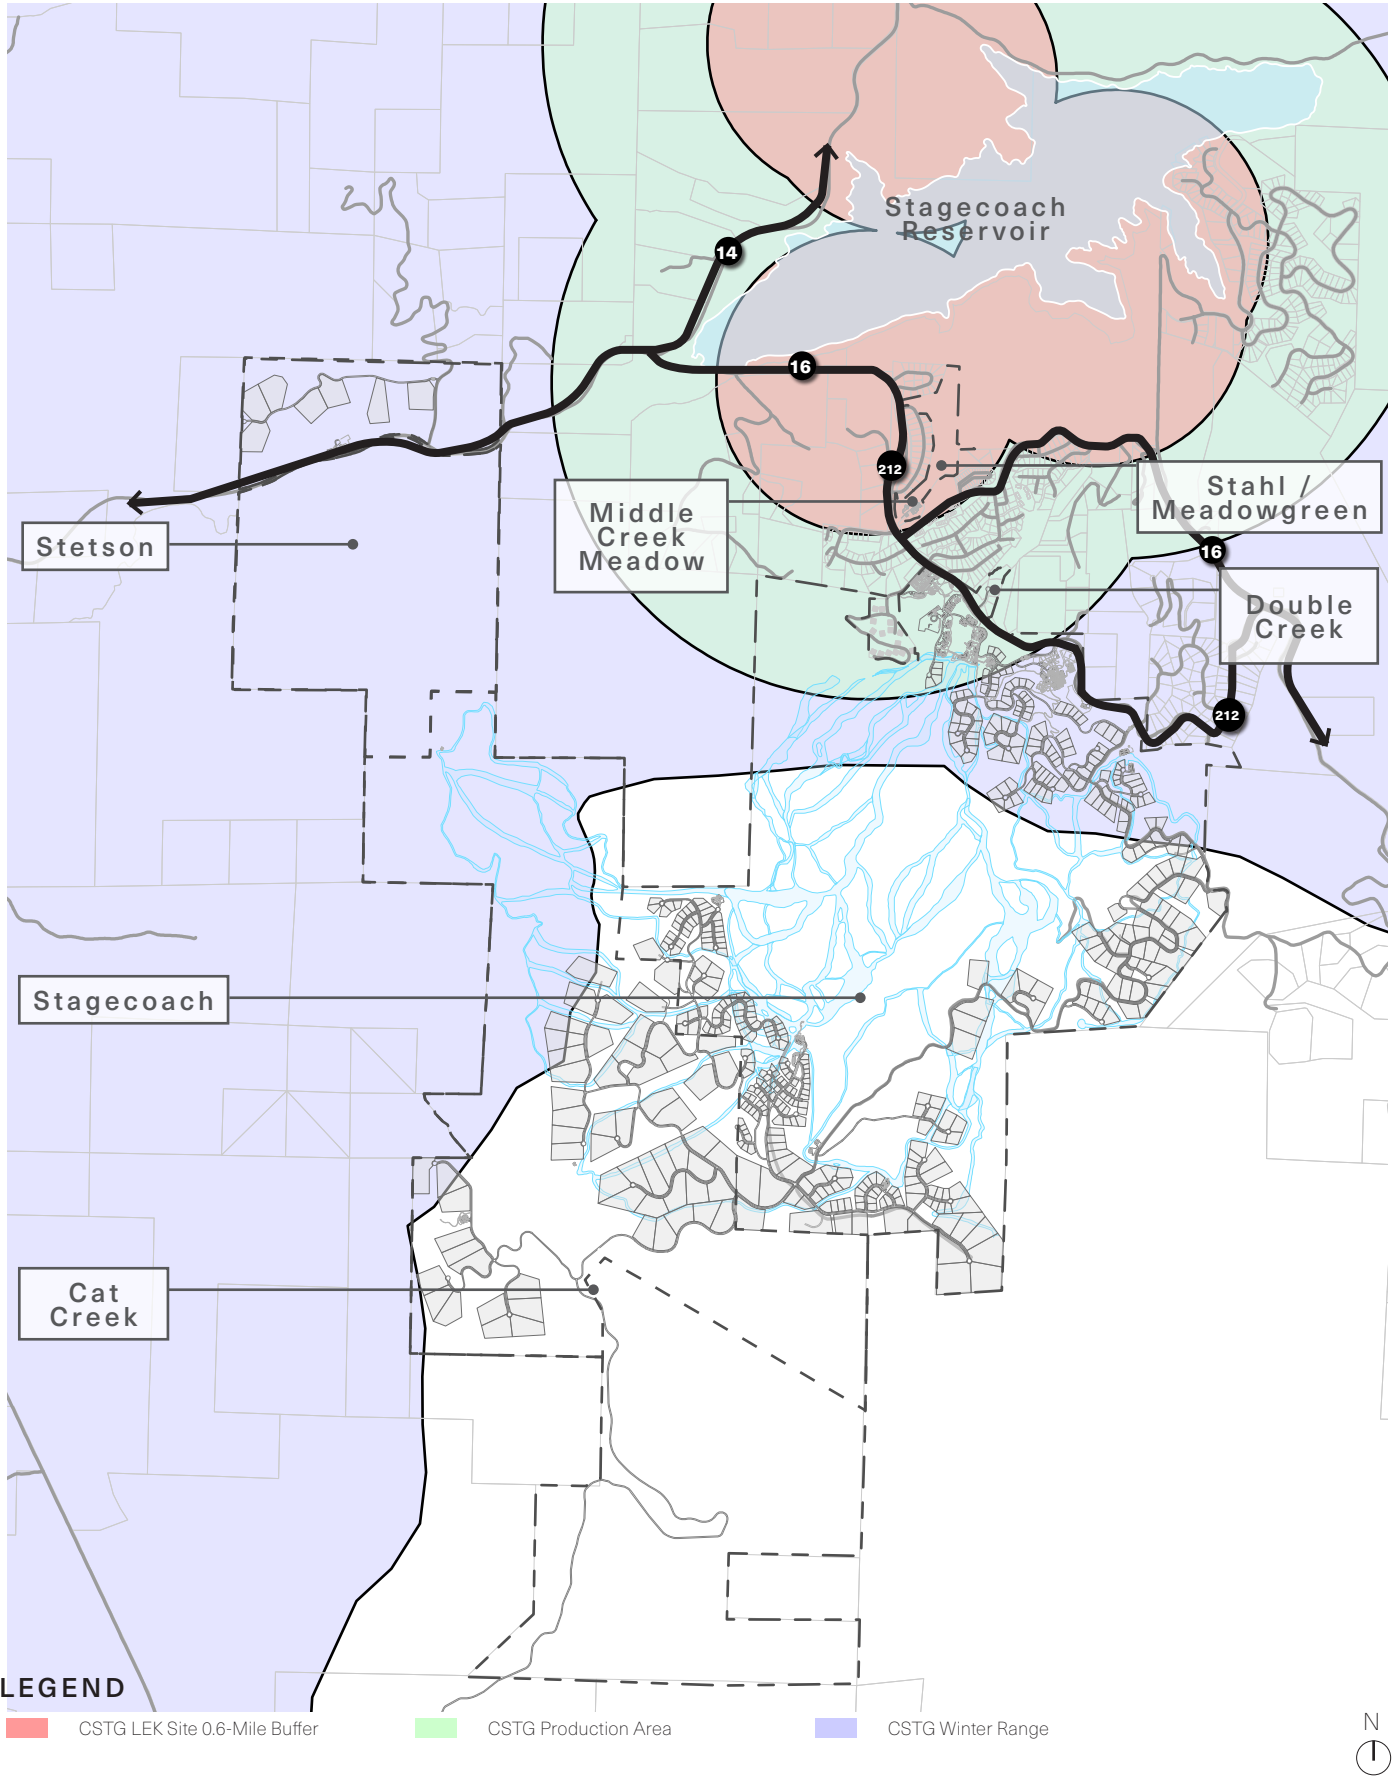 Stagecoach
Reservoir
14
16
212
Stahl /
Meadowgreen
Middle
Creek
Meadow
Stetson
16
Double
Creek
212
Stagecoach
Cat
Creek
LEGEND
CSTG LEK Site 0.6-Mile Buffer
CSTG Production Area
CSTG Winter Range
N